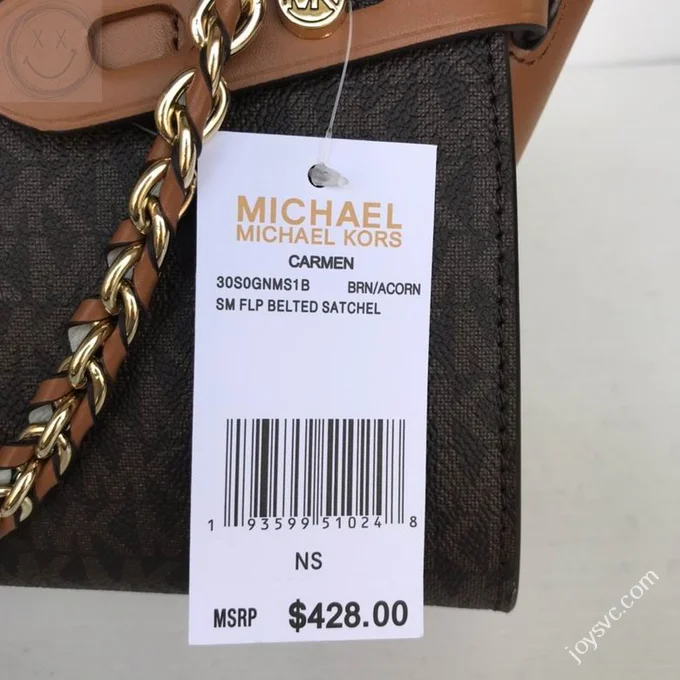 MK
MICHAEL
MICHAEL KORS
CARMEN
30S0GNMS1B BRN/ACORN
SM FLP BELTED SATCHEL
1 93599 51024 8
NS
MSRP $428.00
joysvc.com